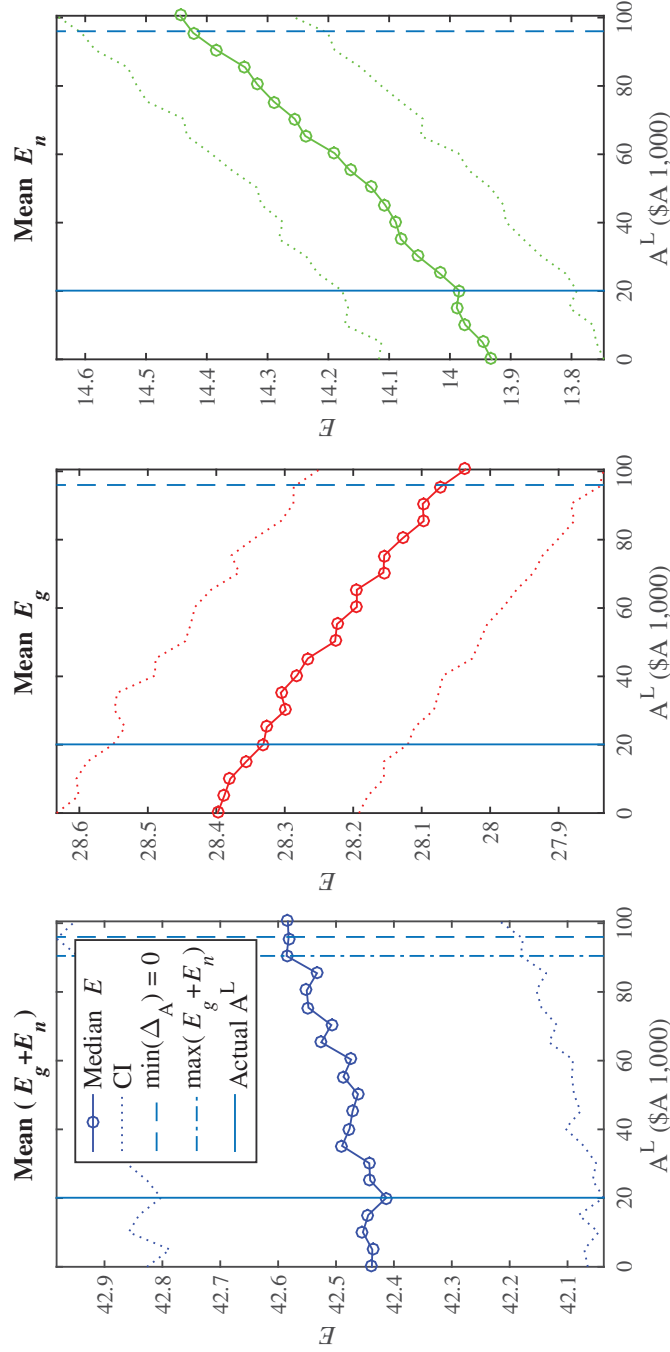 Mean (E_g+E_n)
Median E
CI
min(Δ_A) = 0
max(E_g+E_n)
Actual A^L
E
42.9
42.8
42.7
42.6
42.5
42.4
42.3
42.2
42.1
0 20 40 60 80 100
A^L ($A 1,000)
Mean E_g
E
28.6
28.5
28.4
28.3
28.2
28.1
28
27.9
0 20 40 60 80 100
A^L ($A 1,000)
Mean E_n
E
14.6
14.5
14.4
14.3
14.2
14.1
14
13.9
13.8
0 20 40 60 80 100
A^L ($A 1,000)